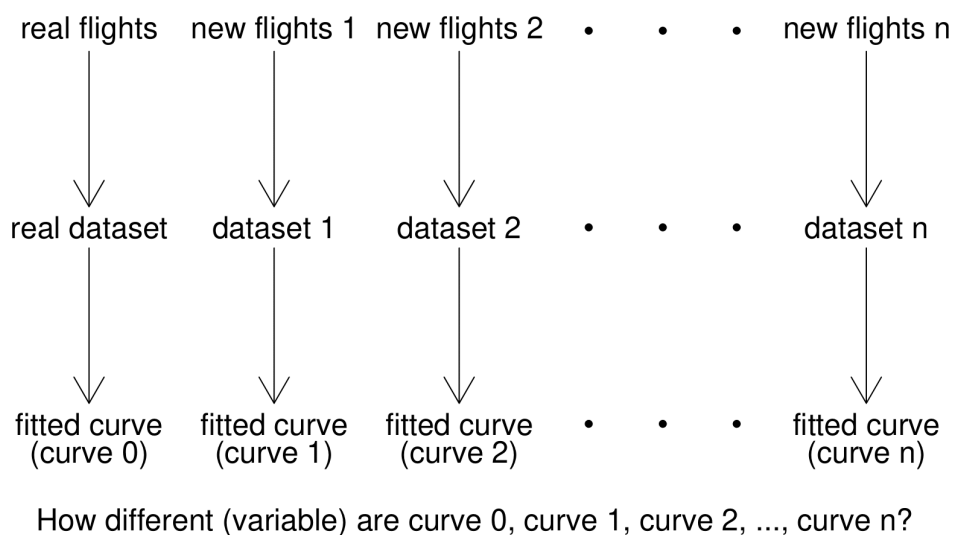 real flights new flights 1 new flights 2 • • • new flights n
real dataset dataset 1 dataset 2 • • • dataset n
fitted curve fitted curve fitted curve • • • fitted curve
(curve 0) (curve 1) (curve 2) (curve n)
How different (variable) are curve 0, curve 1, curve 2, ..., curve n?